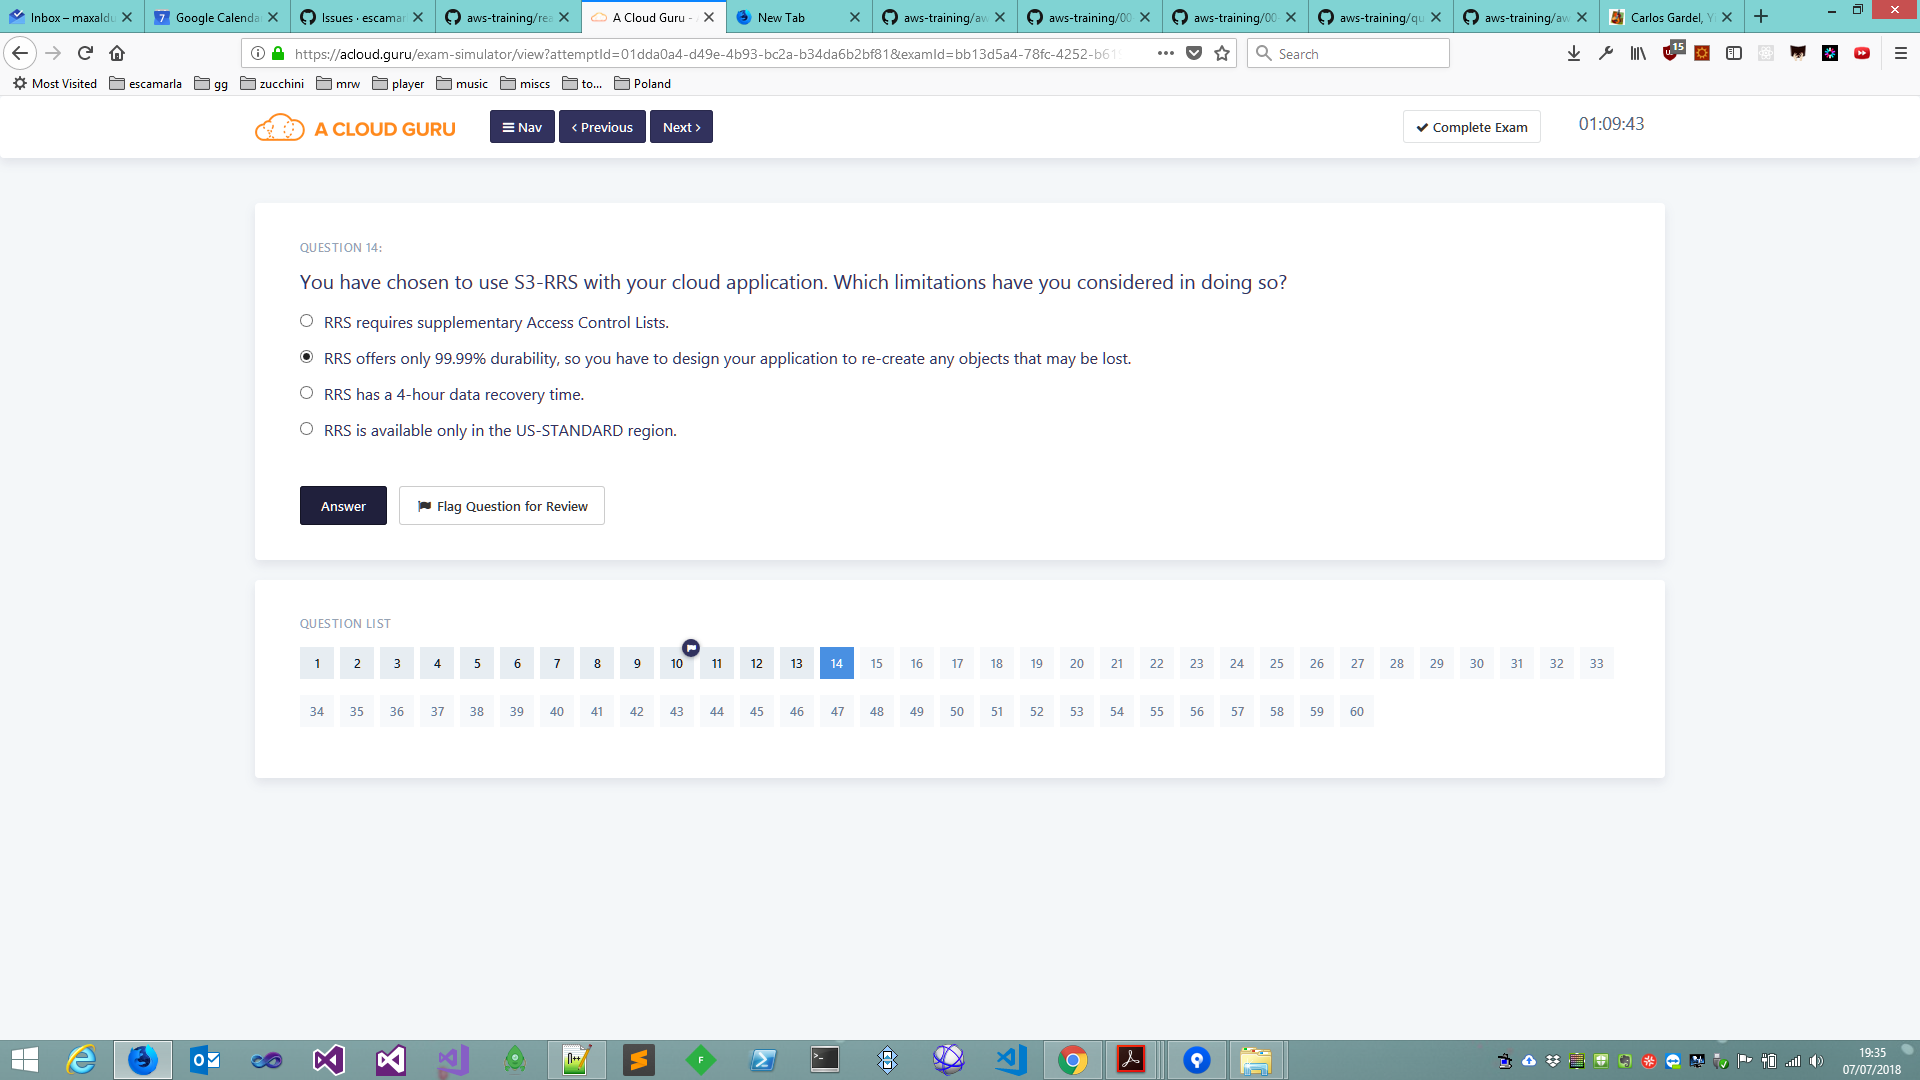 Inbox – maxaldu
Google Calenda
Issues · escamar
aws-training/rea
A Cloud Guru -
New Tab
aws-training/aw
aws-training/00
aws-training/00
aws-training/qu
aws-training/aw
Carlos Gardel, Y
https://acloud.guru/exam-simulator/view?attemptId=01dda0a4-d49e-4b93-bc2a-b34da6b2bf81&examId=bb13d5a4-78fc-4252-b61
Search
15
Most Visited
escamarla
gg
zucchini
mrw
player
music
miscs
to...
Poland
A CLOUD GURU
Nav
‹ Previous
Next ›
Complete Exam
01:09:43
QUESTION 14:
You have chosen to use S3-RRS with your cloud application. Which limitations have you considered in doing so?
RRS requires supplementary Access Control Lists.
RRS offers only 99.99% durability, so you have to design your application to re-create any objects that may be lost.
RRS has a 4-hour data recovery time.
RRS is available only in the US-STANDARD region.
Answer
Flag Question for Review
QUESTION LIST
1 2 3 4 5 6 7 8 9 10 11 12 13 14 15 16 17 18 19 20 21 22 23 24 25 26 27 28 29 30 31 32 33
34 35 36 37 38 39 40 41 42 43 44 45 46 47 48 49 50 51 52 53 54 55 56 57 58 59 60
19:35
07/07/2018